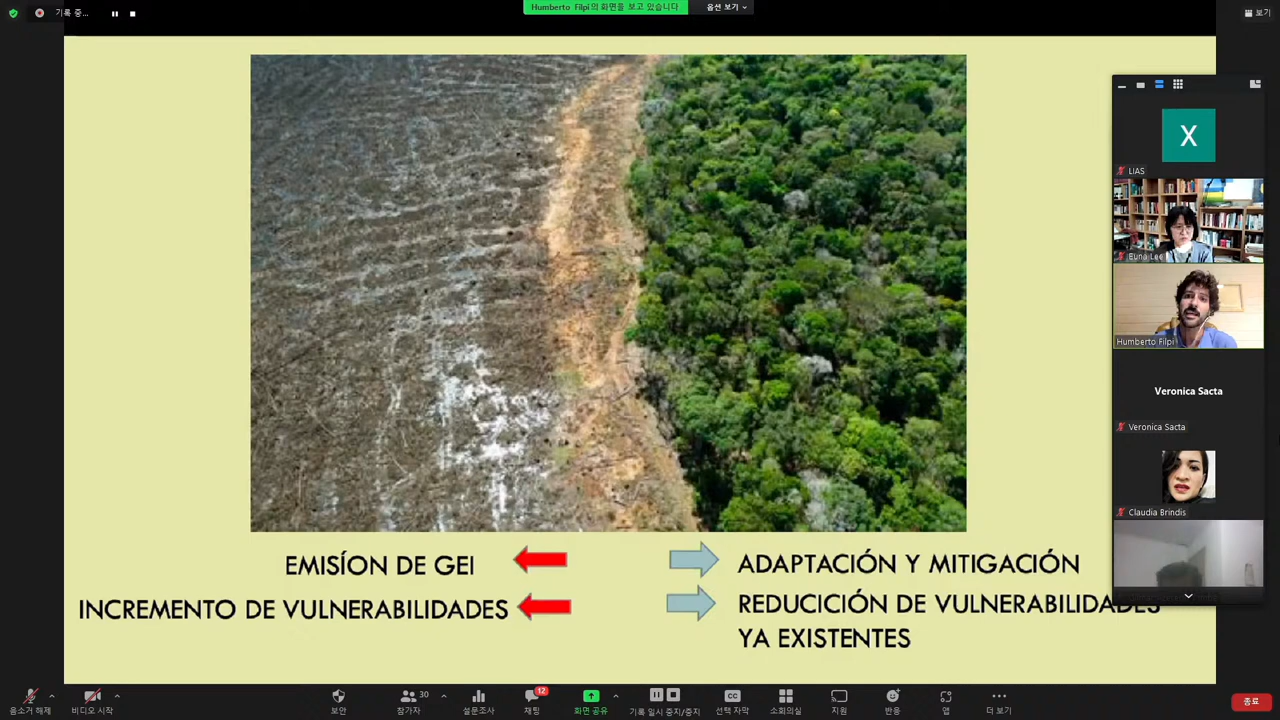 기록 중...
Humberto Filpi의 화면을 보고 있습니다
옵션 보기
보기
X
LIAS
Euna Lee
Humberto Filpi
Veronica Sacta
Veronica Sacta
Claudia Brindis
EMISÍON DE GEI
INCREMENTO DE VULNERABILIDADES
ADAPTACIÓN Y MITIGACIÓN
REDUCICIÓN DE VULNERABILIDADES
YA EXISTENTES
음소거 해제
비디오 시작
보안
30
참가자
설문조사
12
채팅
화면 공유
기록 일시 중지/중지
CC
선택 자막
소회의실
지원
반응
앱
더 보기
종료